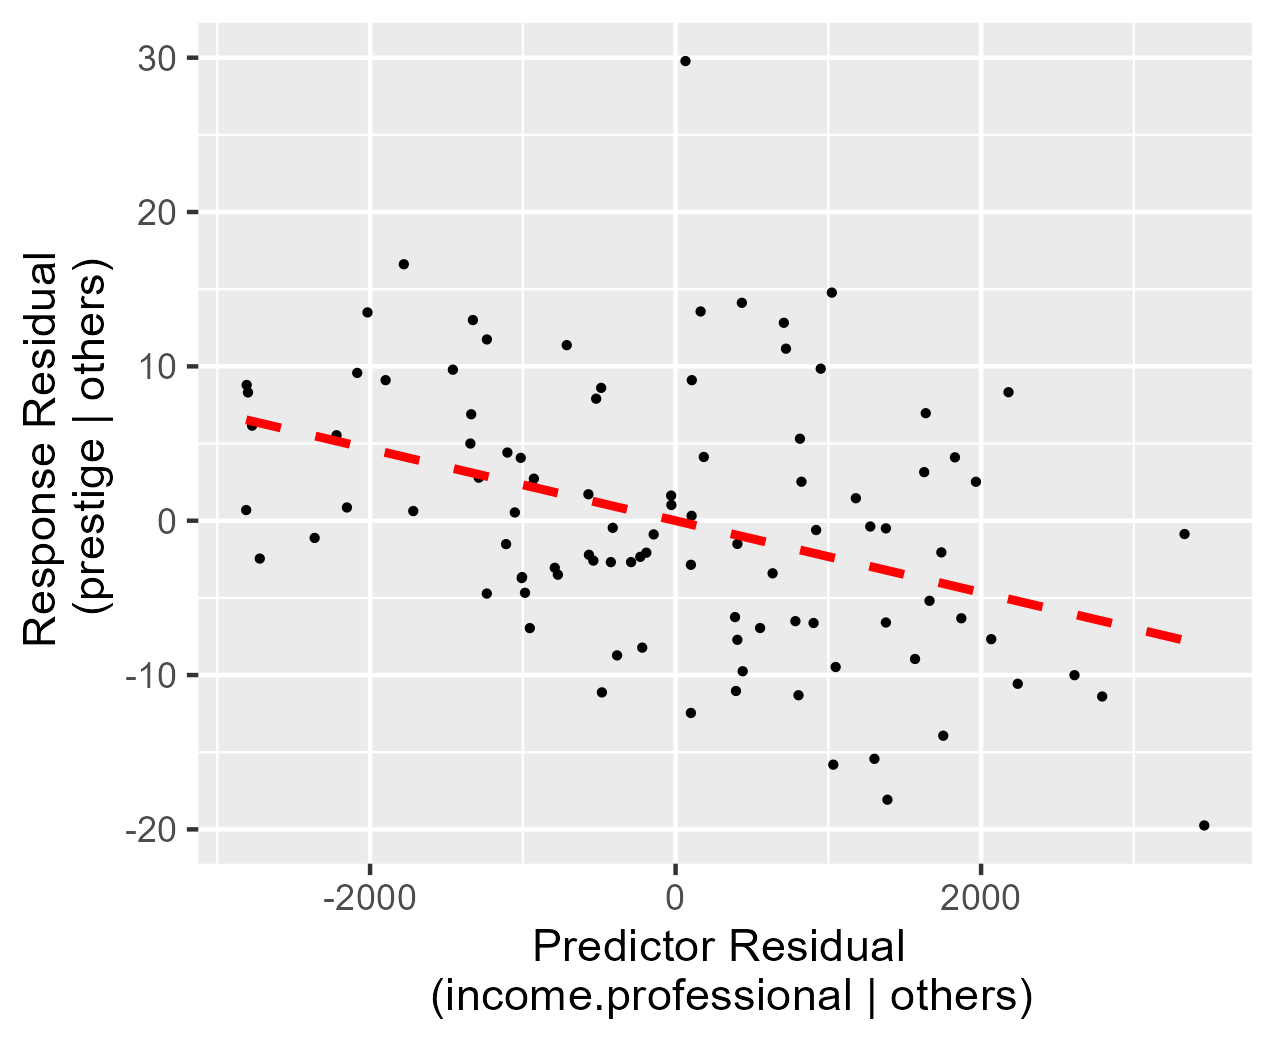 30
20
10
0
-10
-20
Response Residual
(prestige | others)
-2000 0 2000
Predictor Residual
(income.professional | others)